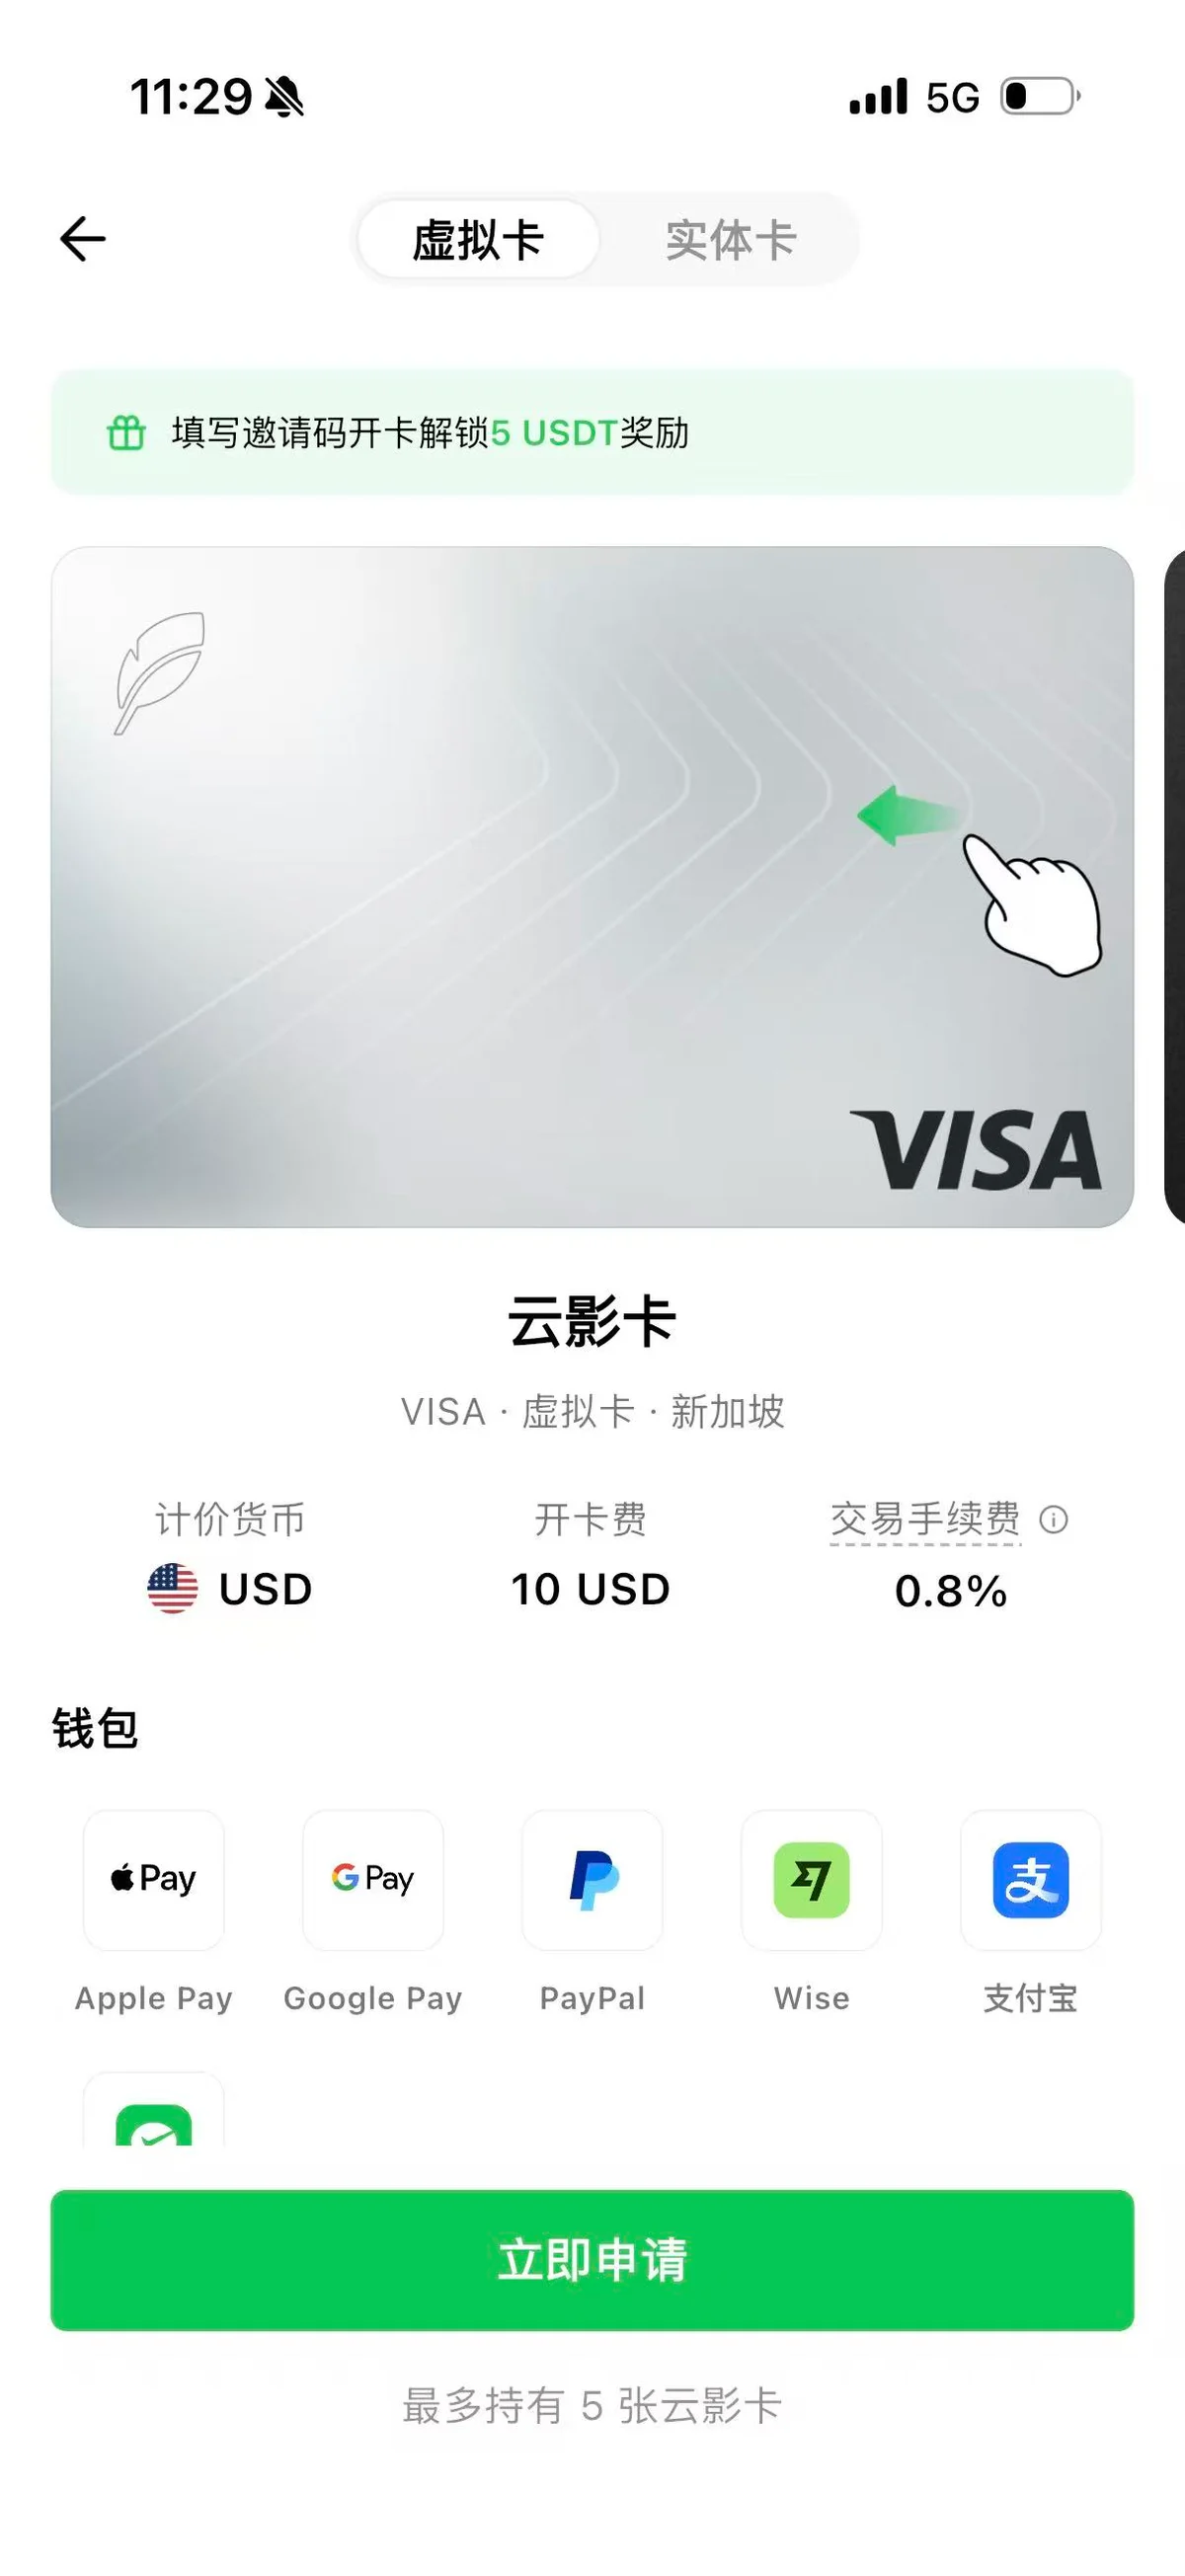 11:29
5G
虚拟卡 实体卡
填写邀请码开卡解锁5 USDT奖励
VISA
云影卡
VISA · 虚拟卡 · 新加坡
计价货币 开卡费 交易手续费
USD 10 USD 0.8%
钱包
Pay G Pay 支
Apple Pay Google Pay PayPal Wise 支付宝
立即申请
最多持有 5 张云影卡